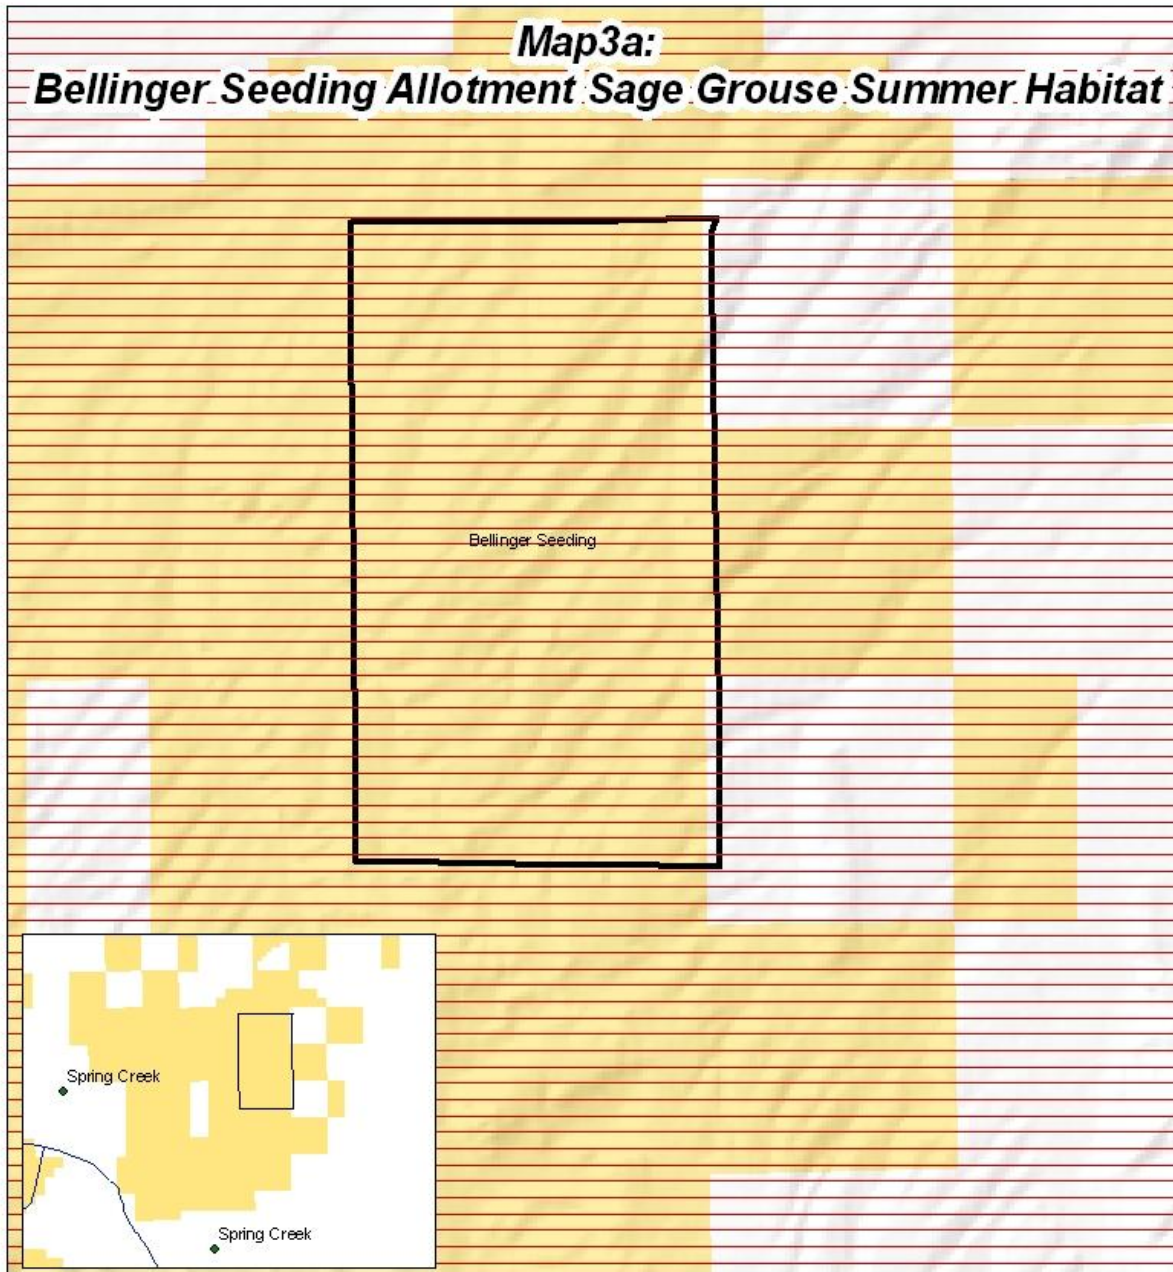 Map3a:
Bellinger Seeding Allotment Sage Grouse Summer Habitat
Bellinger Seeding
Spring Creek
Spring Creek